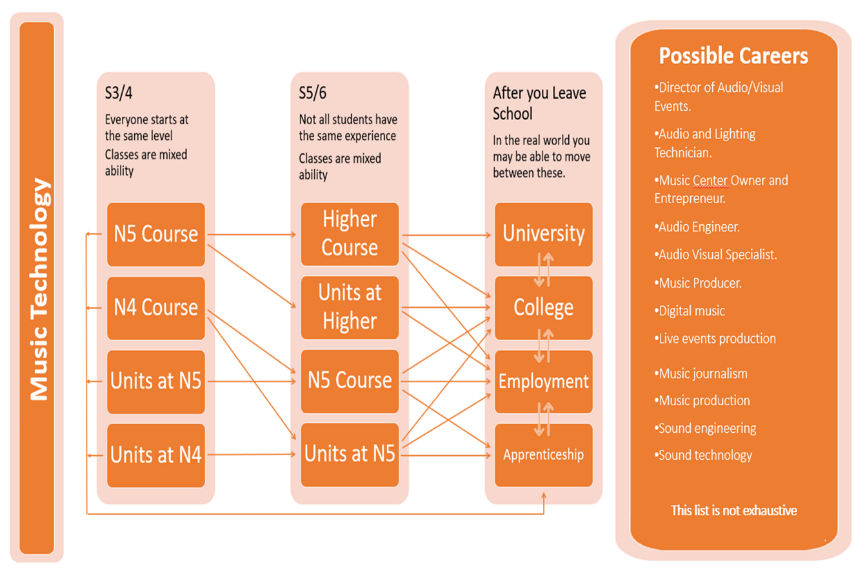 Music Technology
S3/4
Everyone starts at
the same level
Classes are mixed
ability
N5 Course
N4 Course
Units at N5
Units at N4
S5/6
Not all students have
the same experience
Classes are mixed
ability
Higher
Course
Units at
Higher
N5 Course
Units at N5
After you Leave
School
In the real world you
may be able to move
between these.
University
College
Employment
Apprenticeship
Possible Careers
•Director of Audio/Visual
Events.
•Audio and Lighting
Technician.
•Music Center Owner and
Entrepreneur.
•Audio Engineer.
•Audio Visual Specialist.
•Music Producer.
•Digital music
•Live events production
•Music journalism
•Music production
•Sound engineering
•Sound technology
This list is not exhaustive